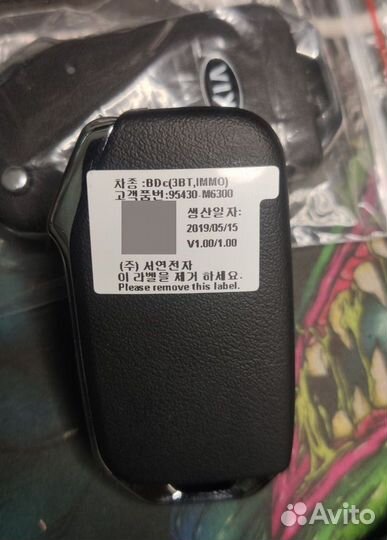 KIA
차종 :BDc(3BT,IMMO)
고객품번:95430-M6300
생산일자:
2019/05/15
V1.00/1.00
(주) 서연전자
이 라벨을 제거 하세요.
Please remove this label.
Avito